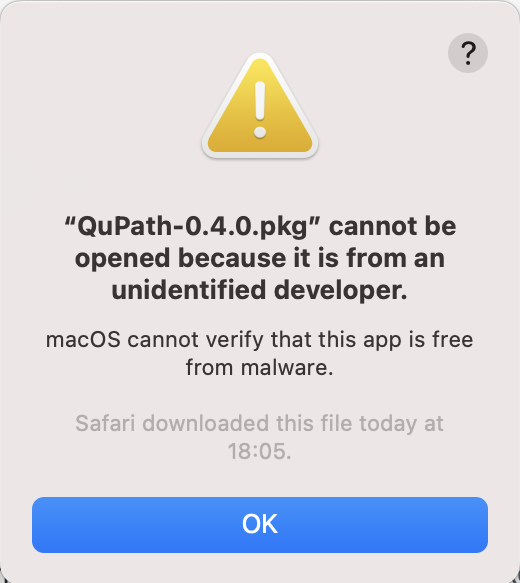 ?
“QuPath-0.4.0.pkg” cannot be
opened because it is from an
unidentified developer.
macOS cannot verify that this app is free
from malware.
Safari downloaded this file today at
18:05.
OK